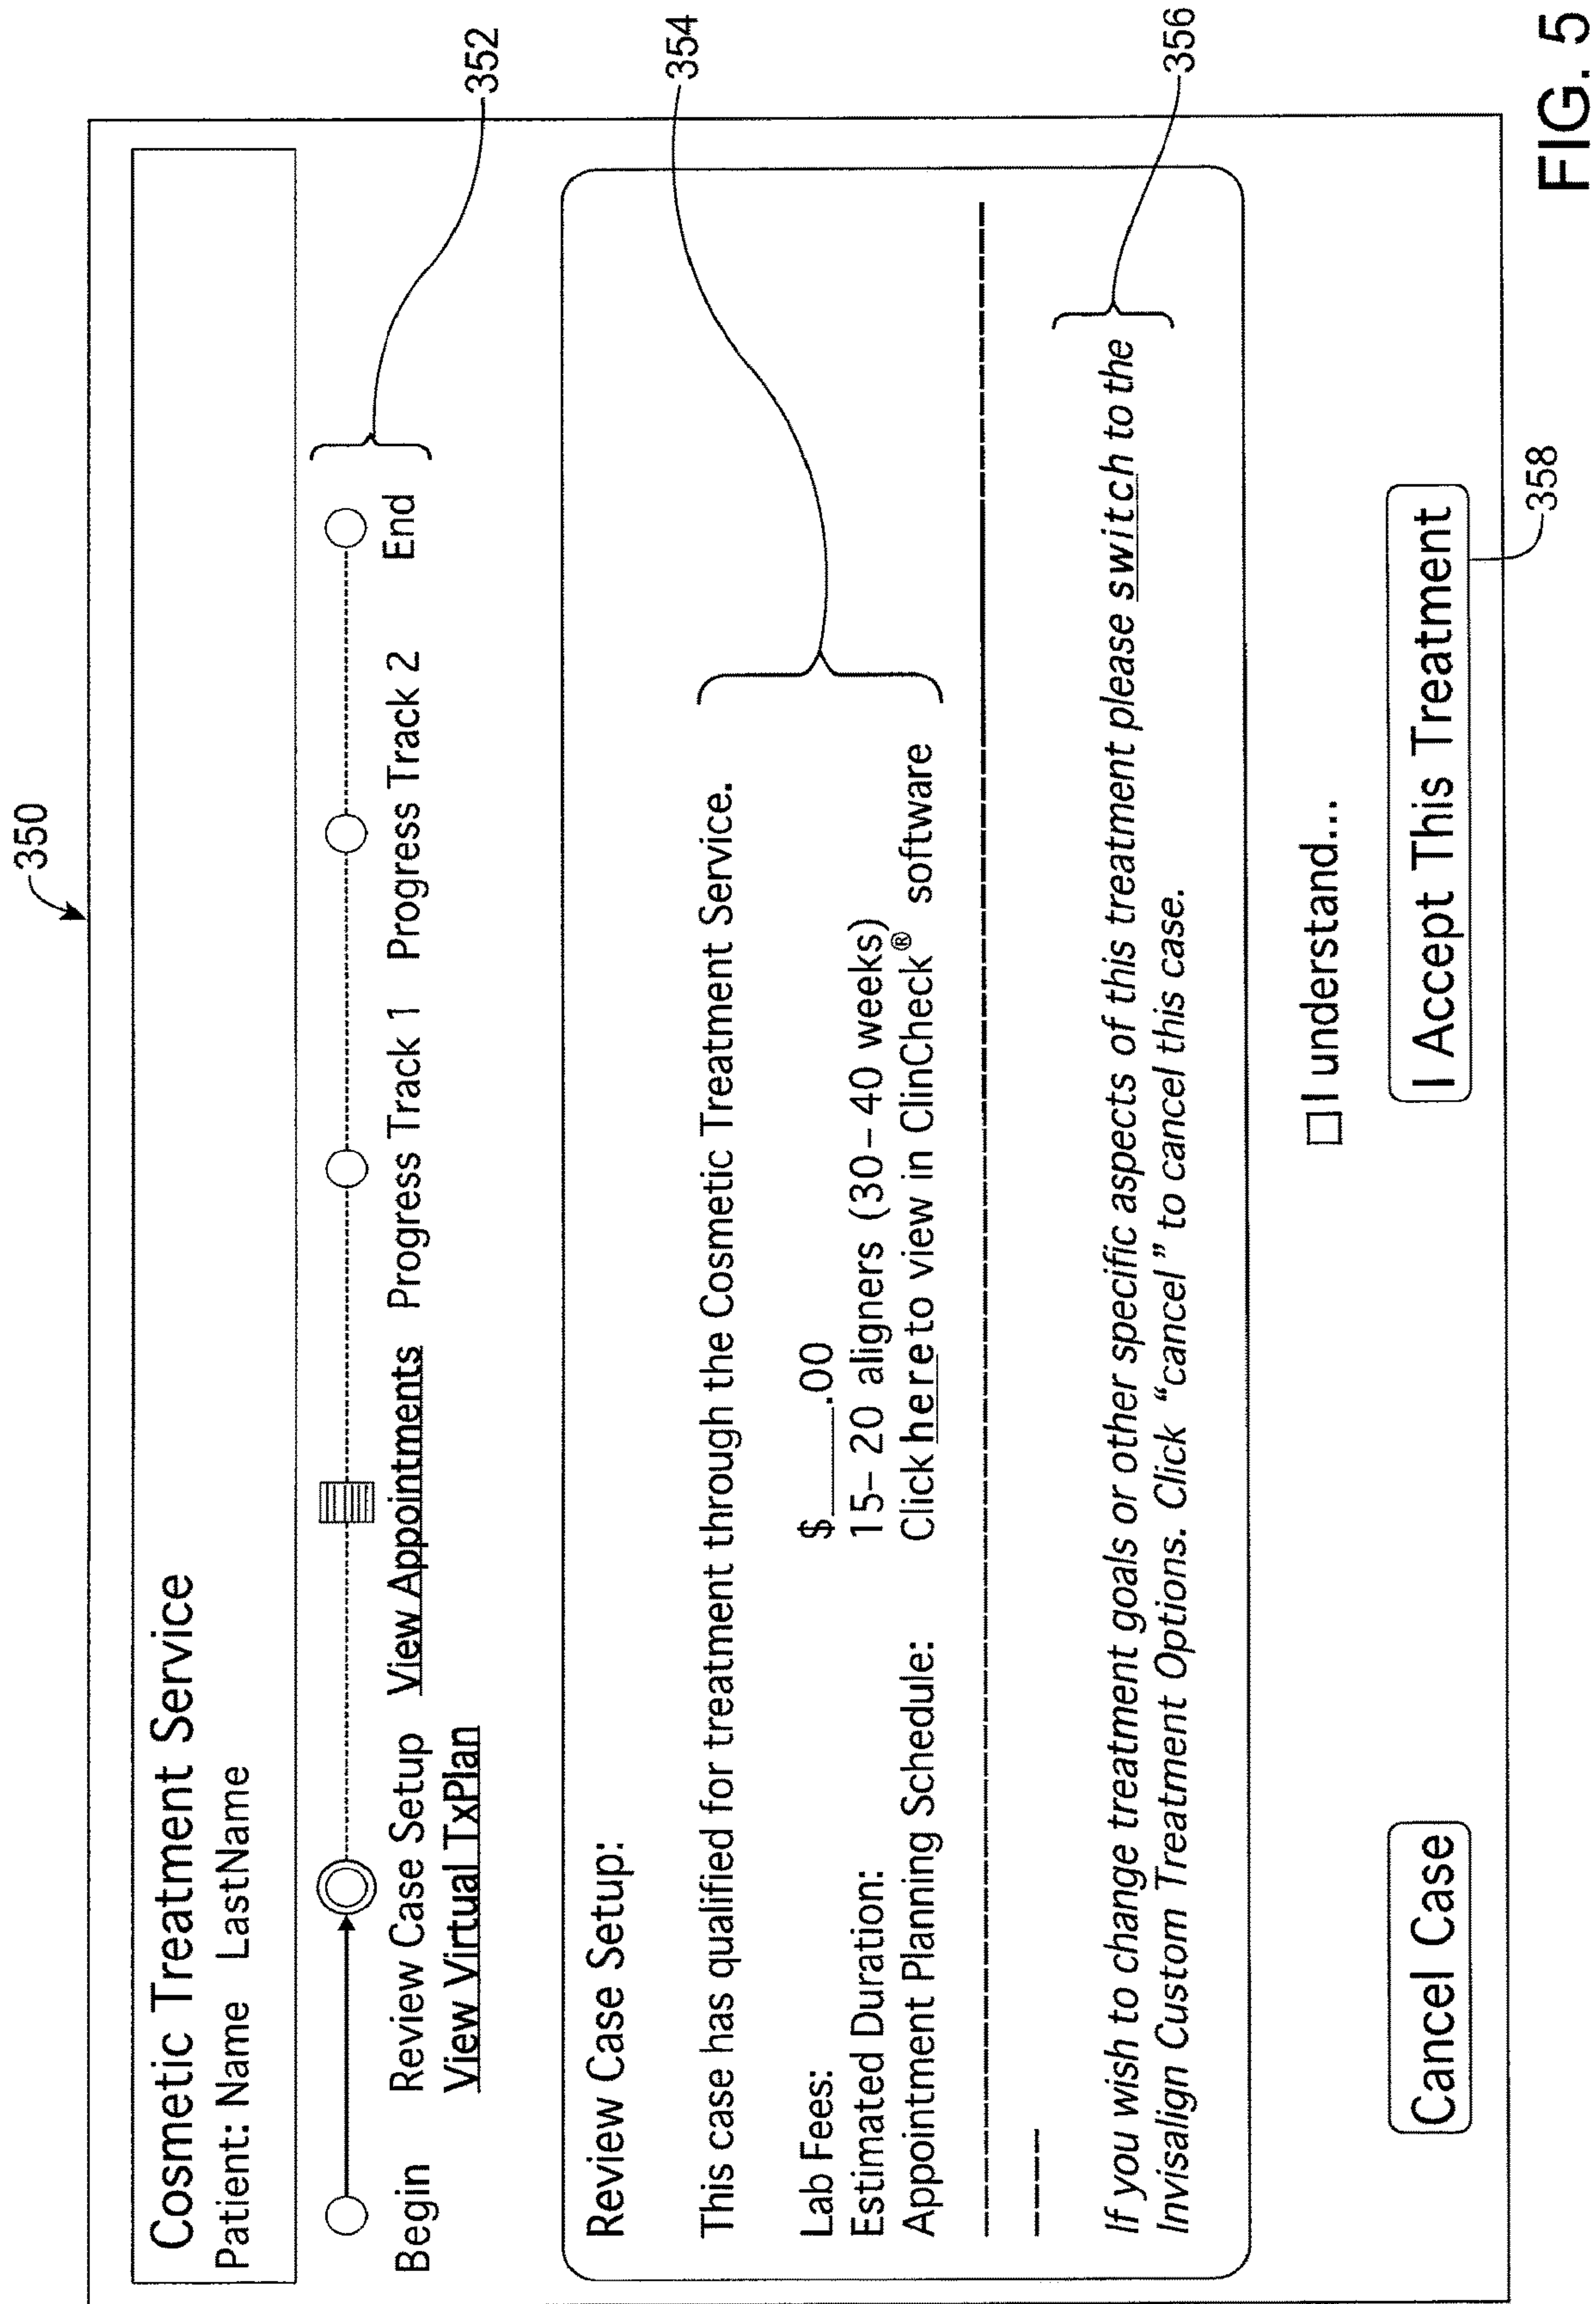 350
Cosmetic Treatment Service
Patient: Name LastName
352
Begin Review Case Setup View Appointments Progress Track 1 Progress Track 2 End
View Virtual TxPlan
354
Review Case Setup:
This case has qualified for treatment through the Cosmetic Treatment Service.
Lab Fees: $____.00
Estimated Duration: 15– 20 aligners (30– 40 weeks)
Appointment Planning Schedule: Click here to view in ClinCheck® software
If you wish to change treatment goals or other specific aspects of this treatment please switch to the
Invisalign Custom Treatment Options. Click “cancel” to cancel this case.
356
I understand...
Cancel Case I Accept This Treatment
358
FIG. 5